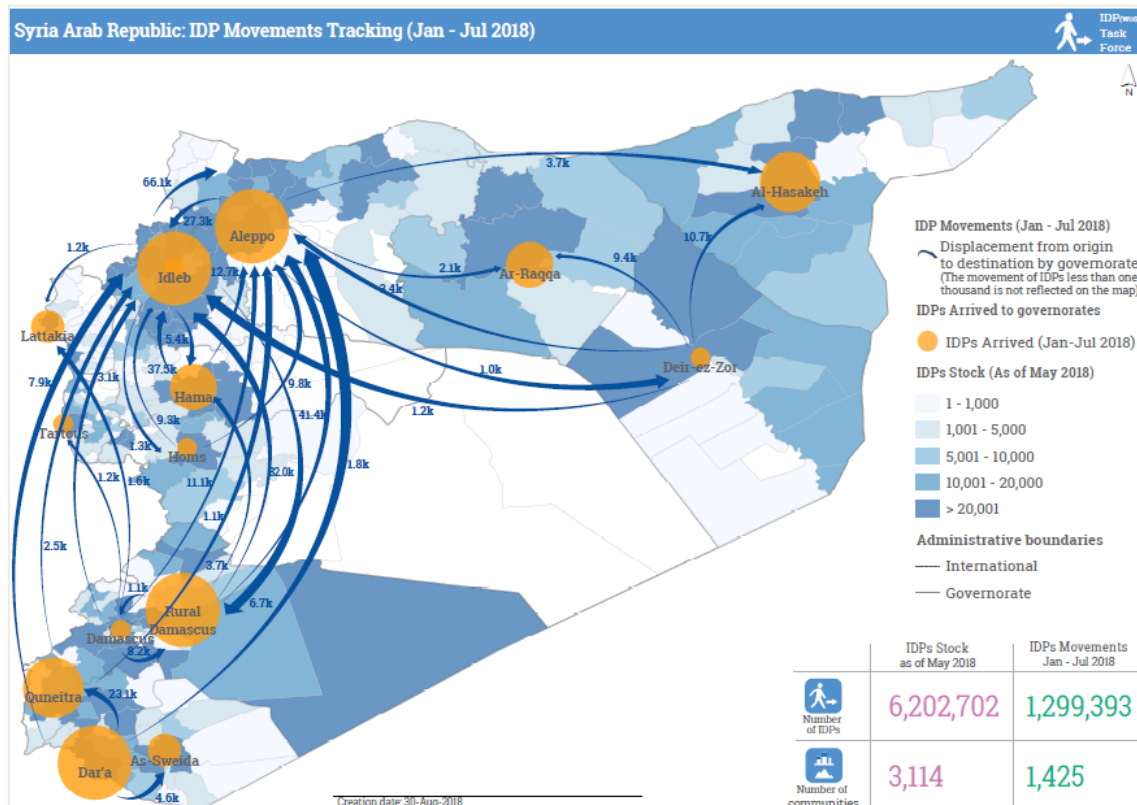 Syria Arab Republic: IDP Movements Tracking (Jan - Jul 2018)
IDP
Task
Force
N
3.7k
66.1k
Al-Hasakeh
27.3k
Aleppo
IDP Movements (Jan - Jul 2018)
Displacement from origin
to destination by governorate
(The movement of IDPs less than one
thousand is not reflected on the map)
IDPs Arrived to governorates
IDPs Arrived (Jan-Jul 2018)
IDPs Stock (As of May 2018)
1 - 1,000
1,001 - 5,000
5,001 - 10,000
10,001 - 20,000
> 20,001
Administrative boundaries
International
Governorate
10.7k
1.2k
9.4k
12.7k
2.1k
Ar-Raqqa
Idleb
2.4k
Lattakia
5.4k
Deir-ez-Zor
37.5k
1.0k
7.9k
3.1k
9.8k
Hama
1.2k
41.4k
9.3k
Tartous
1.3k
Homs
1.8k
1.2k
1.6k
11.1k
32.0k
1.1k
2.5k
3.7k
1.1k
6.7k
Rural
Damascus
Damascus
8.2k
Quneitra
23.1k
As-Sweida
Dar'a
4.6k
Creation date: 30-Aug-2018
IDPs Stock
as of May 2018
IDPs Movements
Jan - Jul 2018
Number
of IDPs
6,202,702
1,299,393
Number of
communities
3,114
1,425